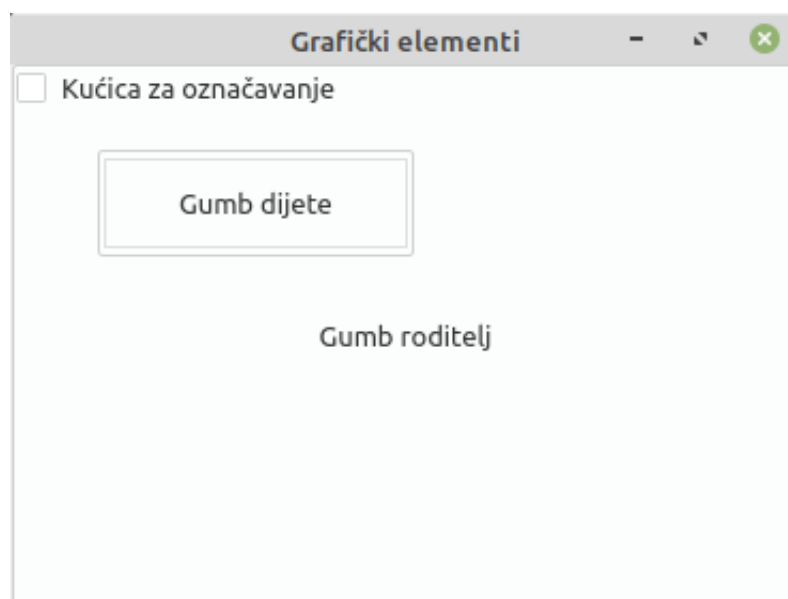 Grafički elementi
Kućica za označavanje
Gumb dijete
Gumb roditelj